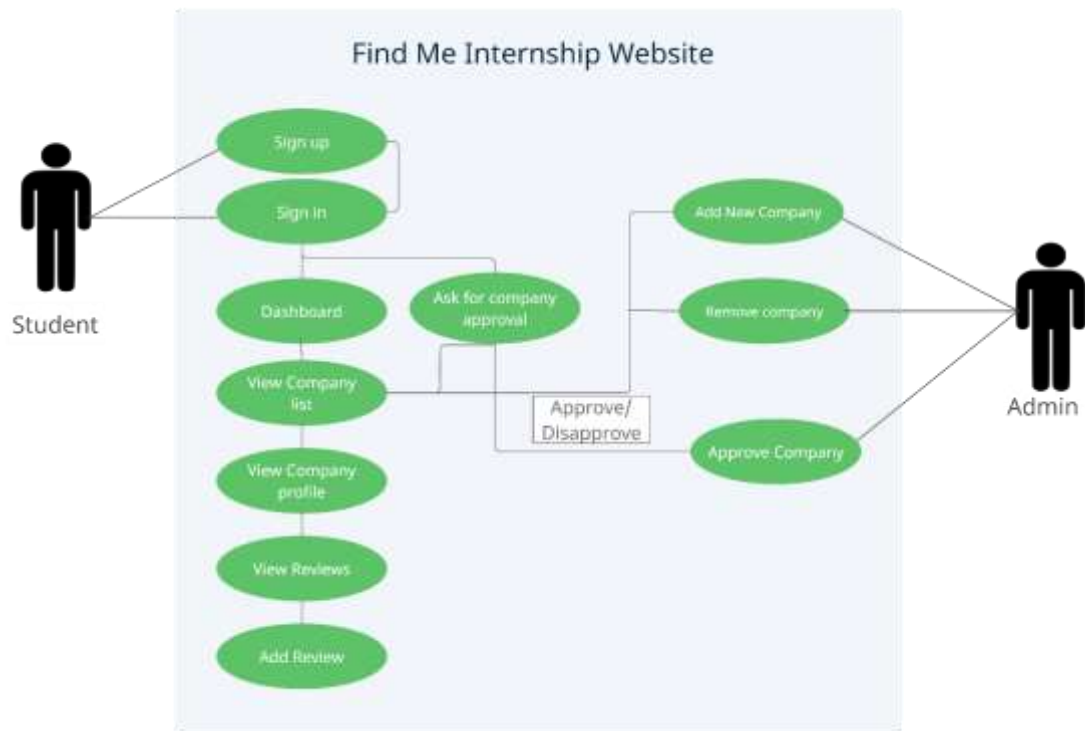 Find Me Internship Website
Sign up
Sign in
Add New Company
Student
Dashboard
Ask for company
approval
Remove company
View Company
list
Approve/
Disapprove
Admin
Approve Company
View Company
profile
View Reviews
Add Review